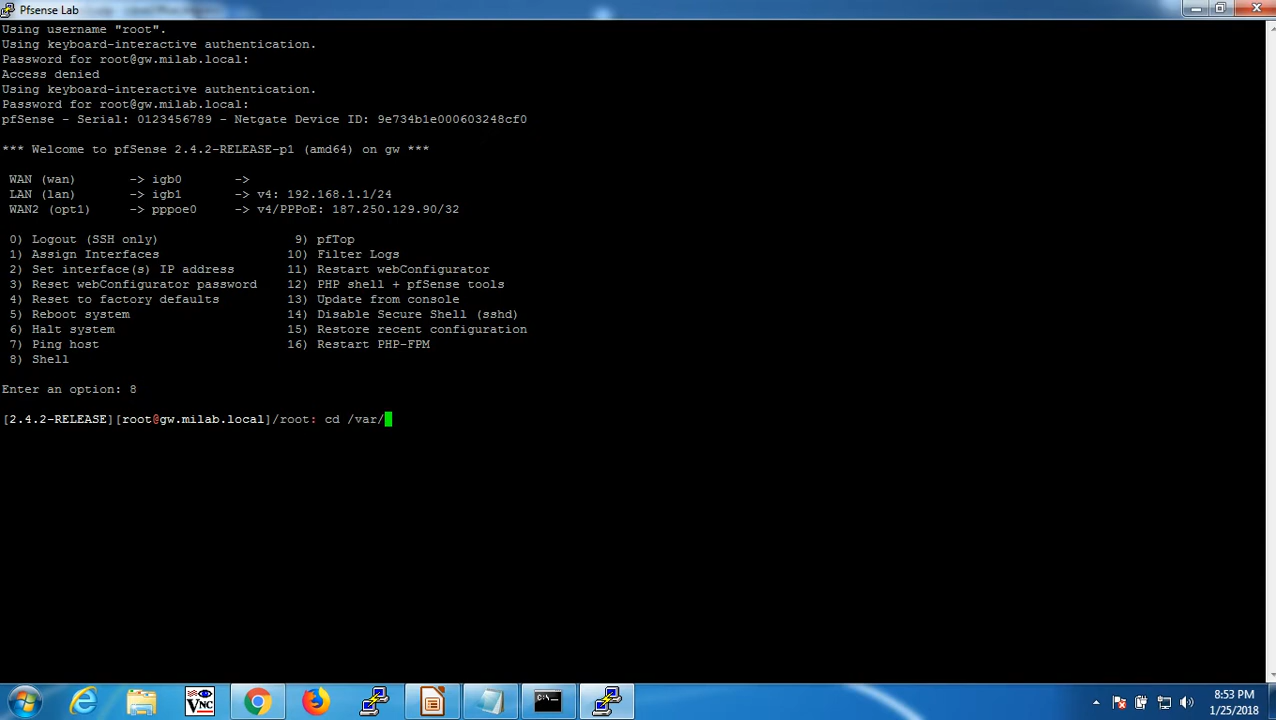 Pfsense Lab
Using username "root".
Using keyboard-interactive authentication.
Password for root@gw.milab.local:
Access denied
Using keyboard-interactive authentication.
Password for root@gw.milab.local:
pfSense - Serial: 0123456789 - Netgate Device ID: 9e734b1e000603248cf0
*** Welcome to pfSense 2.4.2-RELEASE-p1 (amd64) on gw ***
WAN (wan) -> igb0 ->
LAN (lan) -> igb1 -> v4: 192.168.1.1/24
WAN2 (opt1) -> pppoe0 -> v4/PPPoE: 187.250.129.90/32
0) Logout (SSH only) 9) pfTop
1) Assign Interfaces 10) Filter Logs
2) Set interface(s) IP address 11) Restart webConfigurator
3) Reset webConfigurator password 12) PHP shell + pfSense tools
4) Reset to factory defaults 13) Update from console
5) Reboot system 14) Disable Secure Shell (sshd)
6) Halt system 15) Restore recent configuration
7) Ping host 16) Restart PHP-FPM
8) Shell
Enter an option: 8
[2.4.2-RELEASE][root@gw.milab.local]/root: cd /var/
VNC
C:\
8:53 PM
1/25/2018